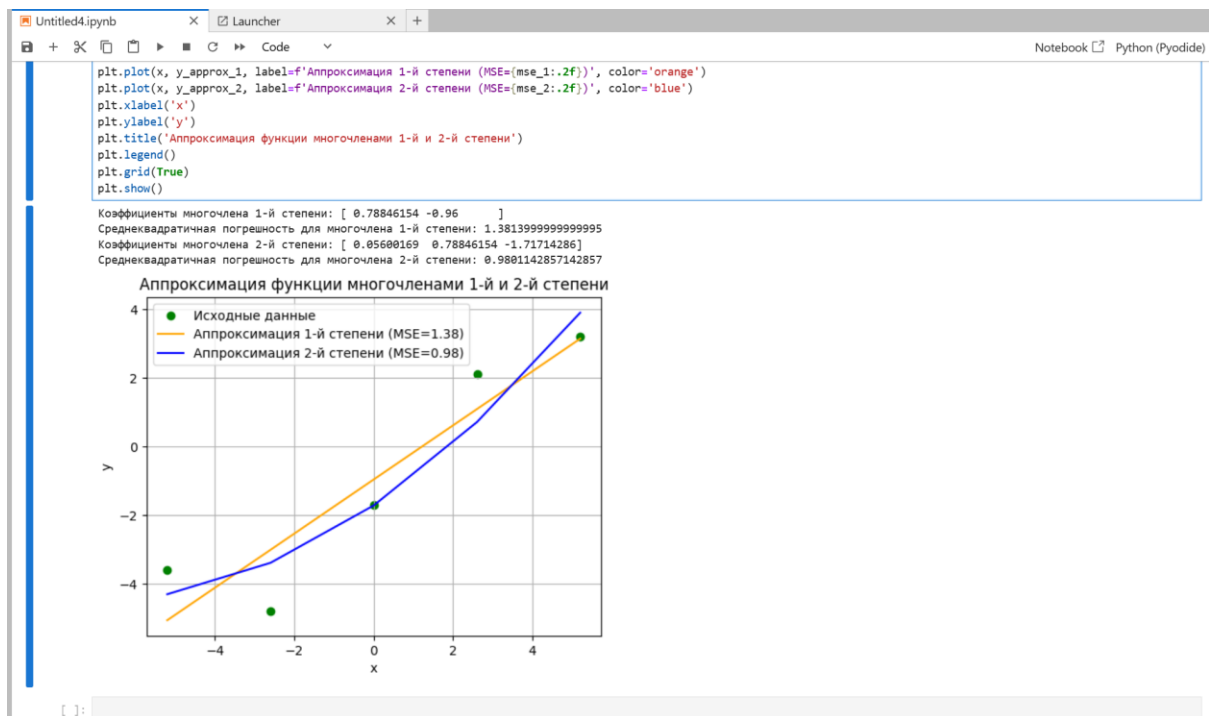 Untitled4.ipynb
Launcher
Code
Notebook
Python (Pyodide)
plt.plot(x, y_approx_1, label=f'Аппроксимация 1-й степени (MSE={mse_1:.2f})', color='orange')
plt.plot(x, y_approx_2, label=f'Аппроксимация 2-й степени (MSE={mse_2:.2f})', color='blue')
plt.xlabel('x')
plt.ylabel('y')
plt.title('Аппроксимация функции многочленами 1-й и 2-й степени')
plt.legend()
plt.grid(True)
plt.show()
Коэффициенты многочлена 1-й степени: [ 0.78846154 -0.96      ]
Среднеквадратичная погрешность для многочлена 1-й степени: 1.3813999999999995
Коэффициенты многочлена 2-й степени: [ 0.05600169  0.78846154 -1.71714286]
Среднеквадратичная погрешность для многочлена 2-й степени: 0.9801142857142857
Аппроксимация функции многочленами 1-й и 2-й степени
Исходные данные
Аппроксимация 1-й степени (MSE=1.38)
Аппроксимация 2-й степени (MSE=0.98)
4
2
0
−2
−4
y
−4 −2 0 2 4
x
[ ]: